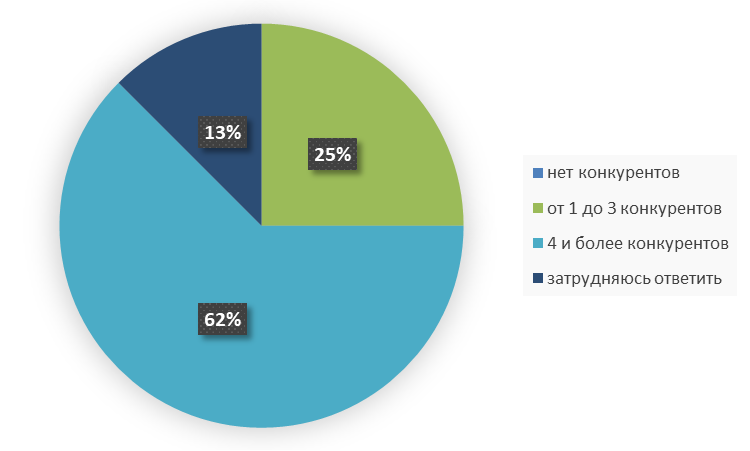 13%
25%
62%
нет конкурентов
от 1 до 3 конкурентов
4 и более конкурентов
затрудняюсь ответить